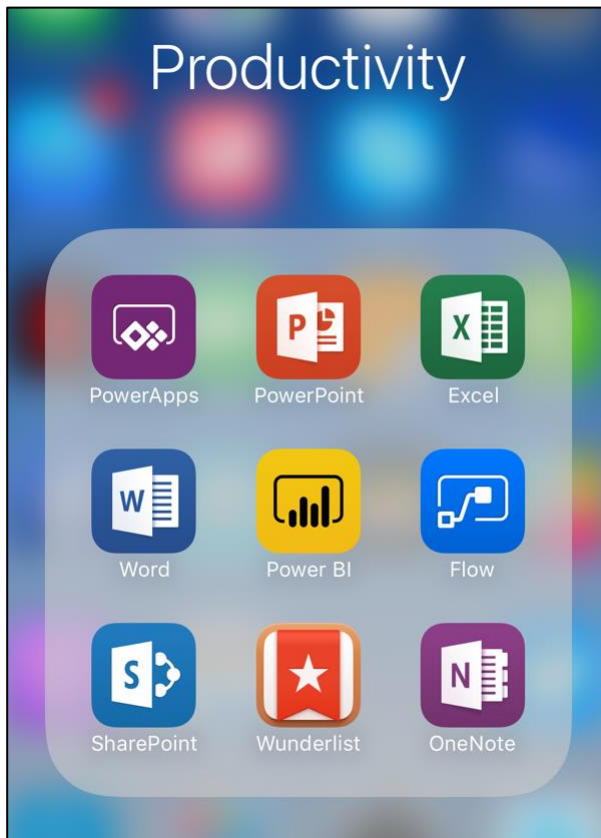 Productivity
PowerApps PowerPoint Excel
Word Power BI Flow
SharePoint Wunderlist OneNote
P
X
W
S
N